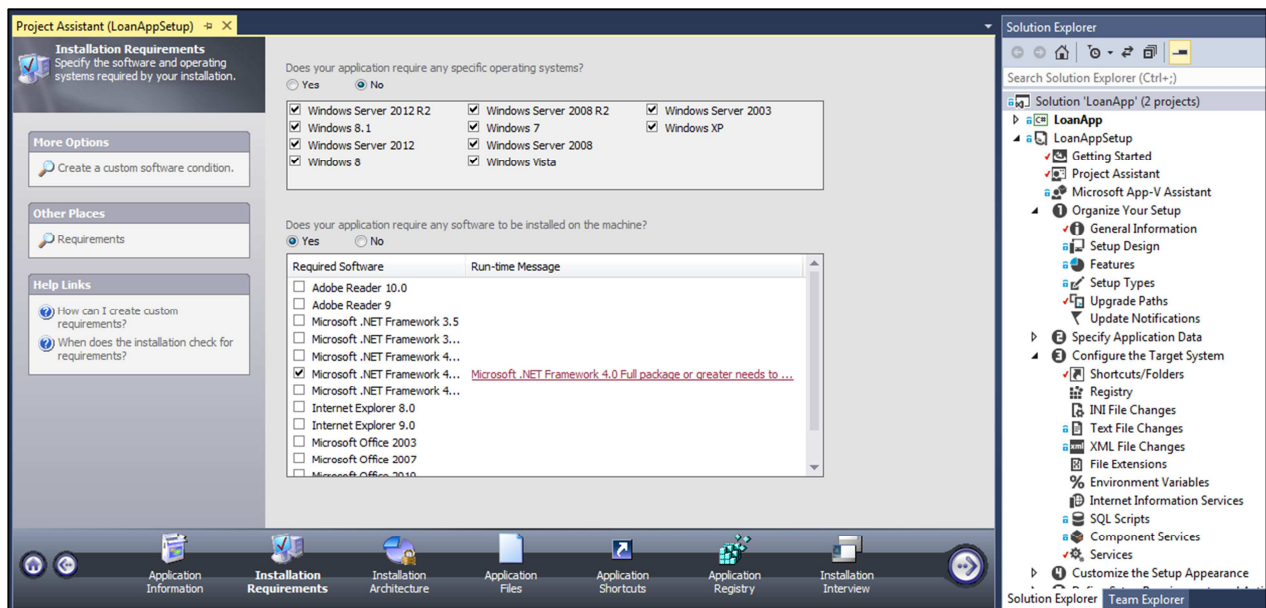 Project Assistant (LoanAppSetup)
Installation Requirements
Specify the software and operating
systems required by your installation.
More Options
Create a custom software condition.
Other Places
Requirements
Help Links
How can I create custom
requirements?
When does the installation check for
requirements?
Does your application require any specific operating systems?
Yes No
Windows Server 2012 R2 Windows Server 2008 R2 Windows Server 2003
Windows 8.1 Windows 7 Windows XP
Windows Server 2012 Windows Server 2008
Windows 8 Windows Vista
Does your application require any software to be installed on the machine?
Yes No
Required Software Run-time Message
Adobe Reader 10.0
Adobe Reader 9
Microsoft .NET Framework 3.5
Microsoft .NET Framework 3...
Microsoft .NET Framework 4...
Microsoft .NET Framework 4... Microsoft .NET Framework 4.0 Full package or greater needs to ...
Microsoft .NET Framework 4...
Internet Explorer 8.0
Internet Explorer 9.0
Microsoft Office 2003
Microsoft Office 2007
Microsoft Office 2010
Application
Information
Installation
Requirements
Installation
Architecture
Application
Files
Application
Shortcuts
Application
Registry
Installation
Interview
Solution Explorer
Search Solution Explorer (Ctrl+;)
Solution 'LoanApp' (2 projects)
C# LoanApp
LoanAppSetup
Getting Started
Project Assistant
Microsoft App-V Assistant
1 Organize Your Setup
General Information
Setup Design
Features
Setup Types
Upgrade Paths
Update Notifications
2 Specify Application Data
3 Configure the Target System
Shortcuts/Folders
Registry
INI File Changes
Text File Changes
XML File Changes
File Extensions
Environment Variables
Internet Information Services
SQL Scripts
Component Services
Services
4 Customize the Setup Appearance
Solution Explorer Team Explorer